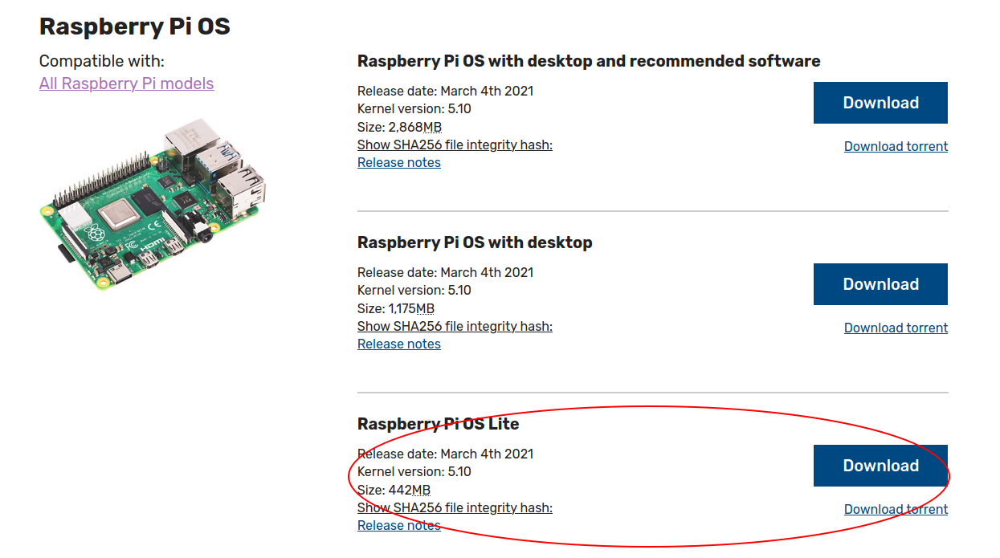 Raspberry Pi OS
Compatible with:
All Raspberry Pi models
Raspberry Pi OS with desktop and recommended software
Release date: March 4th 2021
Kernel version: 5.10
Size: 2,868MB
Show SHA256 file integrity hash:
Release notes
Download
Download torrent
Raspberry Pi OS with desktop
Release date: March 4th 2021
Kernel version: 5.10
Size: 1,175MB
Show SHA256 file integrity hash:
Release notes
Download
Download torrent
Raspberry Pi OS Lite
Release date: March 4th 2021
Kernel version: 5.10
Size: 442MB
Show SHA256 file integrity hash:
Release notes
Download
Download torrent
HDMI